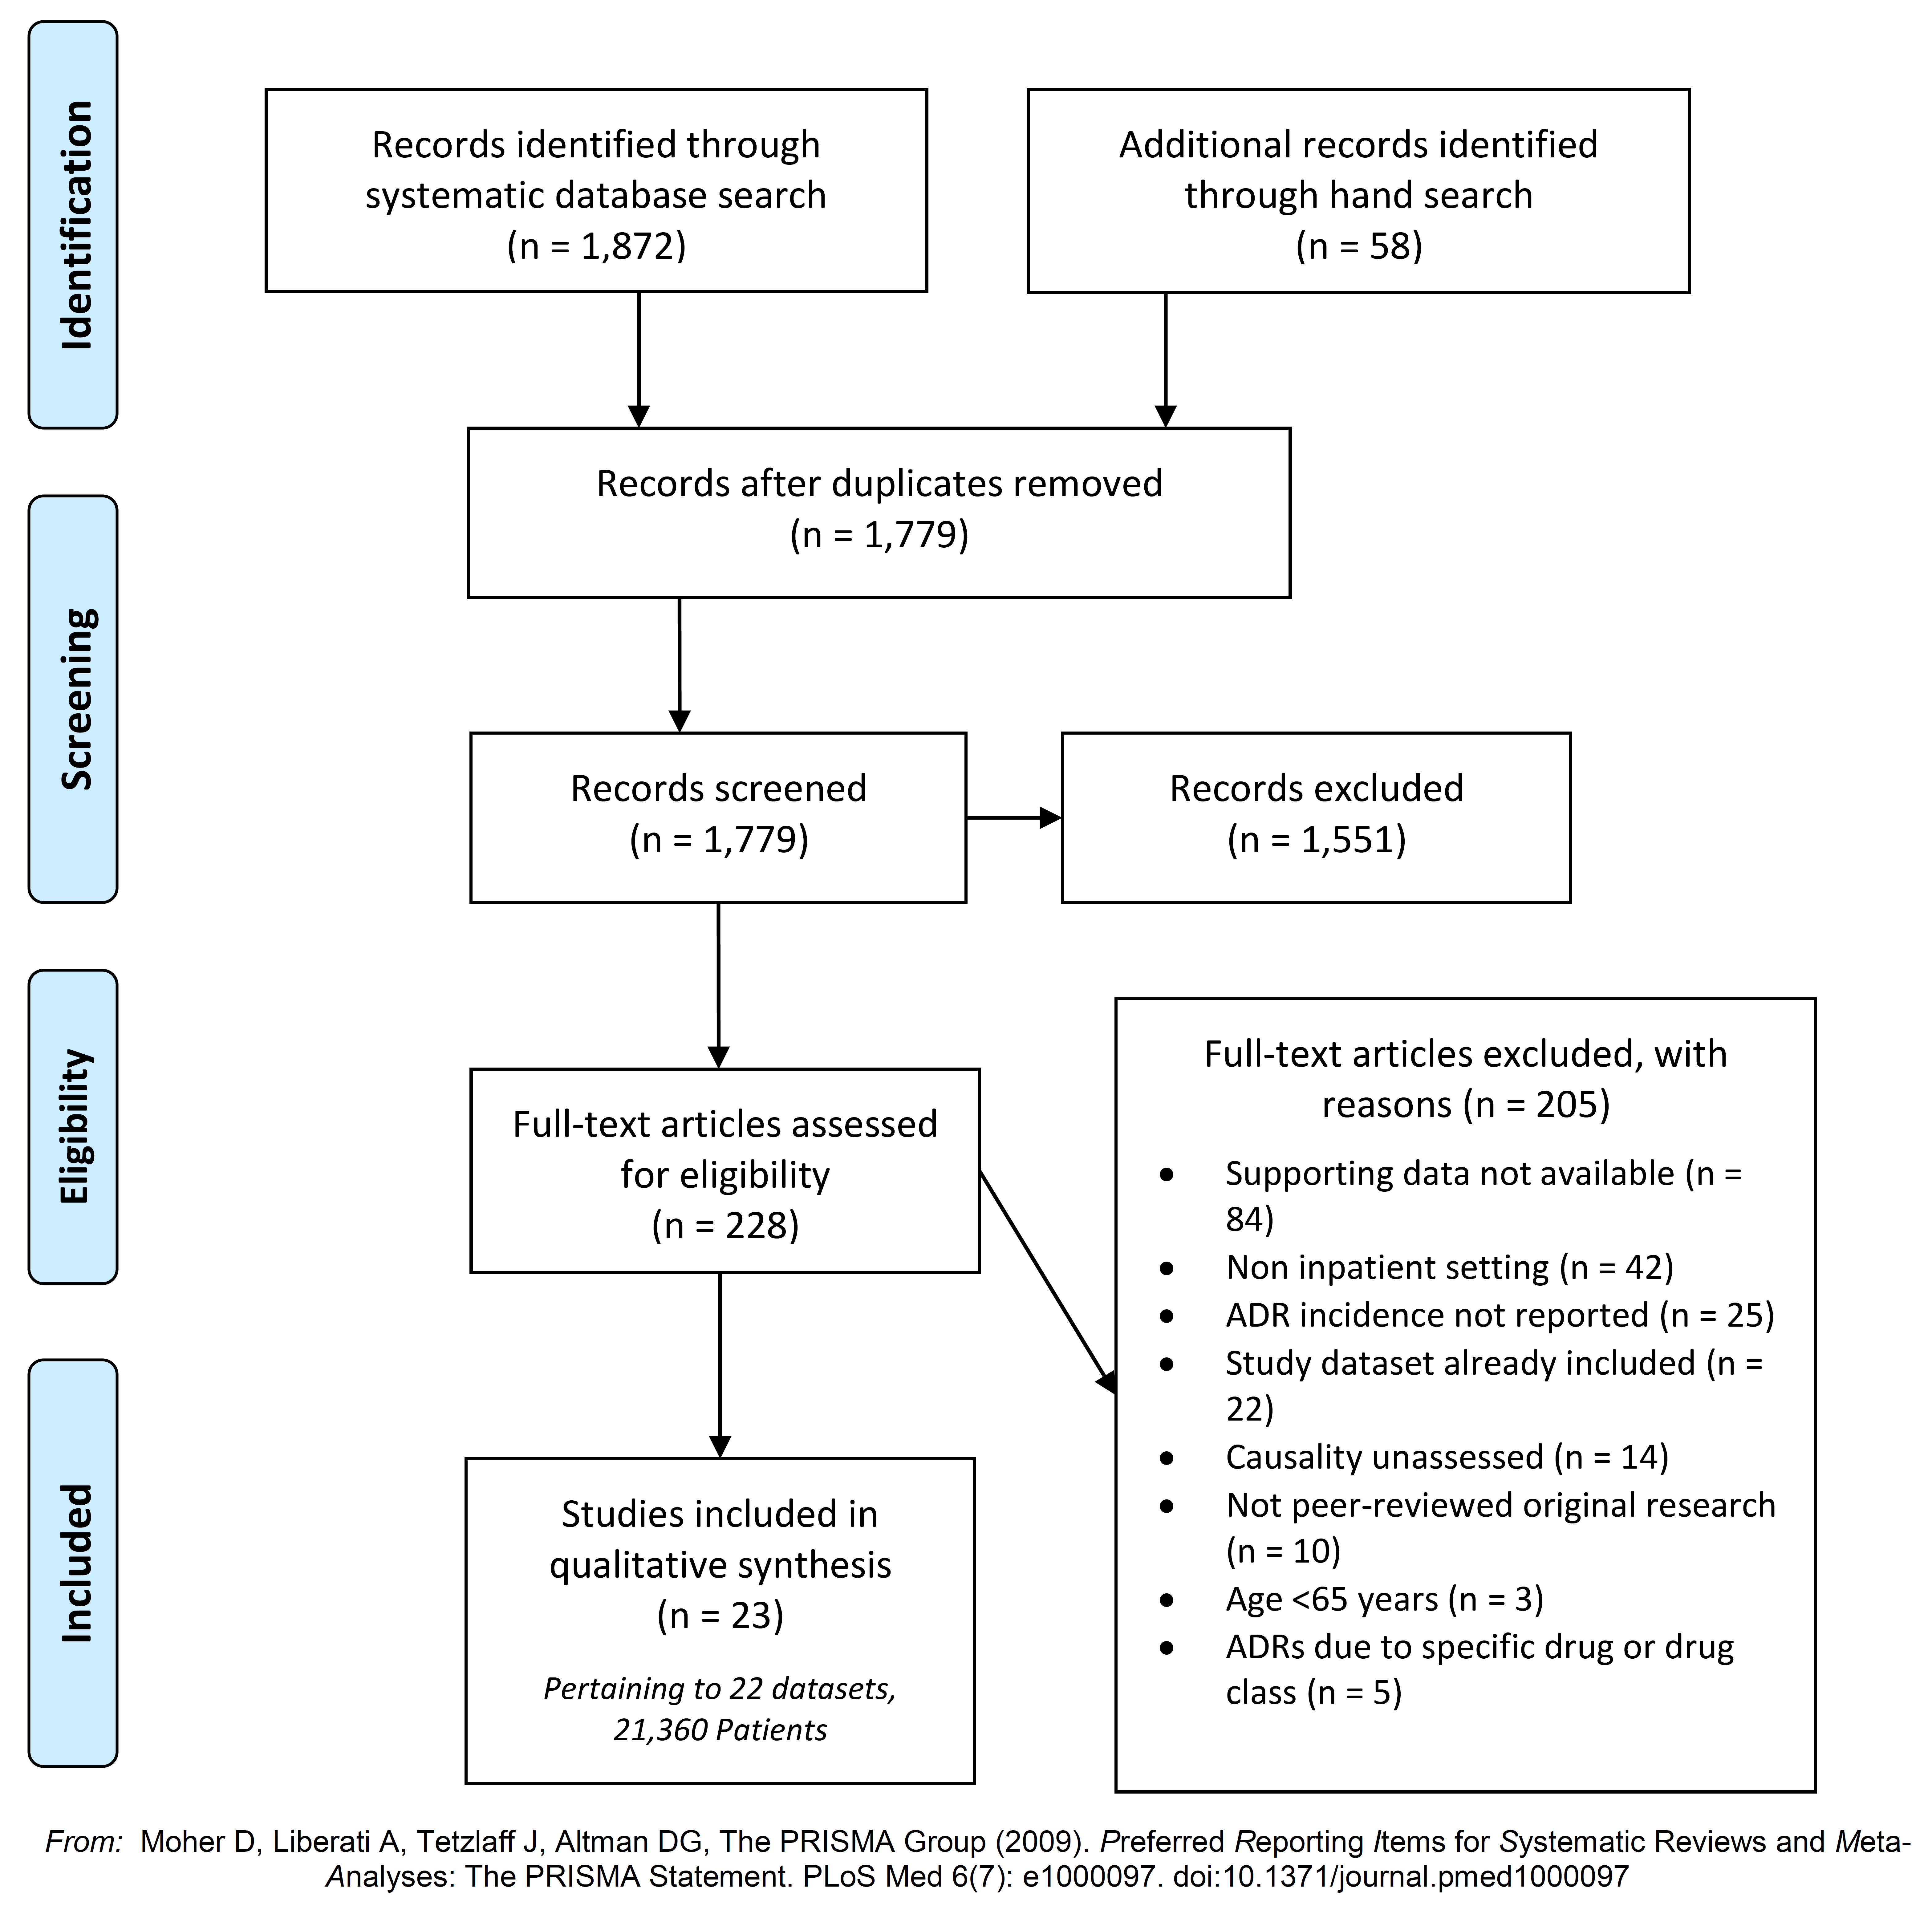 Identification
Records identified through
systematic database search
(n = 1,872)
Additional records identified
through hand search
(n = 58)
Records after duplicates removed
(n = 1,779)
Screening
Records screened
(n = 1,779)
Records excluded
(n = 1,551)
Eligibility
Full-text articles assessed
for eligibility
(n = 228)
Full-text articles excluded, with
reasons (n = 205)
• Supporting data not available (n =
84)
• Non inpatient setting (n = 42)
• ADR incidence not reported (n = 25)
• Study dataset already included (n =
22)
• Causality unassessed (n = 14)
• Not peer-reviewed original research
(n = 10)
• Age <65 years (n = 3)
• ADRs due to specific drug or drug
class (n = 5)
Included
Studies included in
qualitative synthesis
(n = 23)
Pertaining to 22 datasets,
21,360 Patients
From: Moher D, Liberati A, Tetzlaff J, Altman DG, The PRISMA Group (2009). Preferred Reporting Items for Systematic Reviews and Meta-
Analyses: The PRISMA Statement. PLoS Med 6(7): e1000097. doi:10.1371/journal.pmed1000097